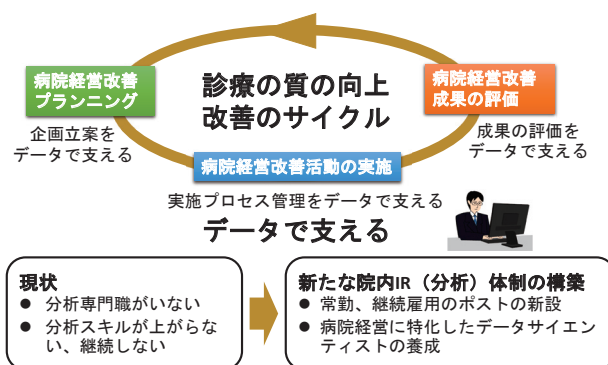 病院経営改善
プランニング
企画立案を
データで支える
診療の質の向上
改善のサイクル
病院経営改善
成果の評価
成果の評価を
データで支える
病院経営改善活動の実施
実施プロセス管理をデータで支える
データで支える
現状
● 分析専門職がいない
● 分析スキルが上がらな
い、継続しない
新たな院内IR（分析）体制の構築
● 常勤、継続雇用のポストの新設
● 病院経営に特化したデータサイエン
ティストの養成